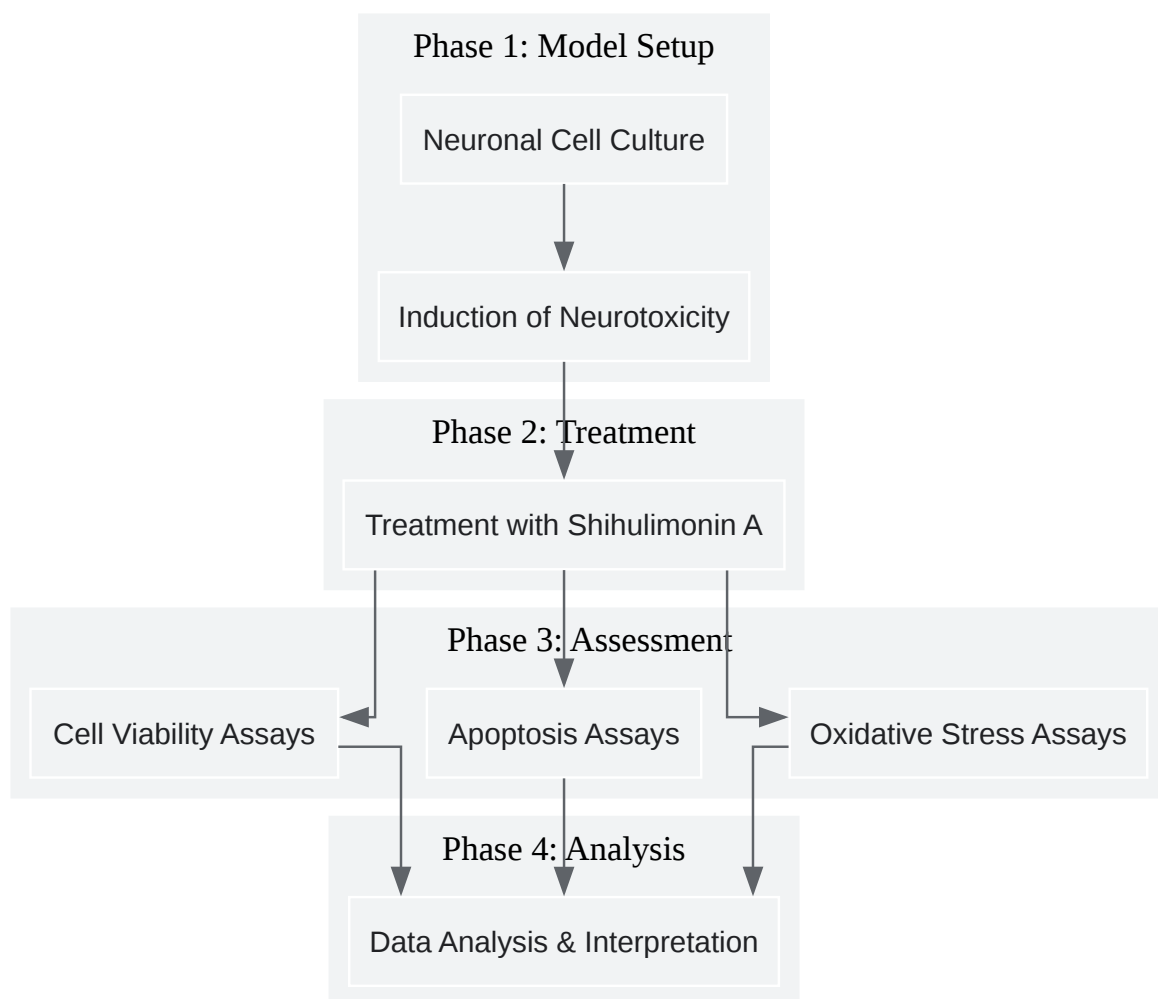 Phase 1: Model Setup
Neuronal Cell Culture
Induction of Neurotoxicity
Phase 2: Treatment
Treatment with Shihulimonin A
Phase 3: Assessment
Cell Viability Assays
Apoptosis Assays
Oxidative Stress Assays
Phase 4: Analysis
Data Analysis & Interpretation